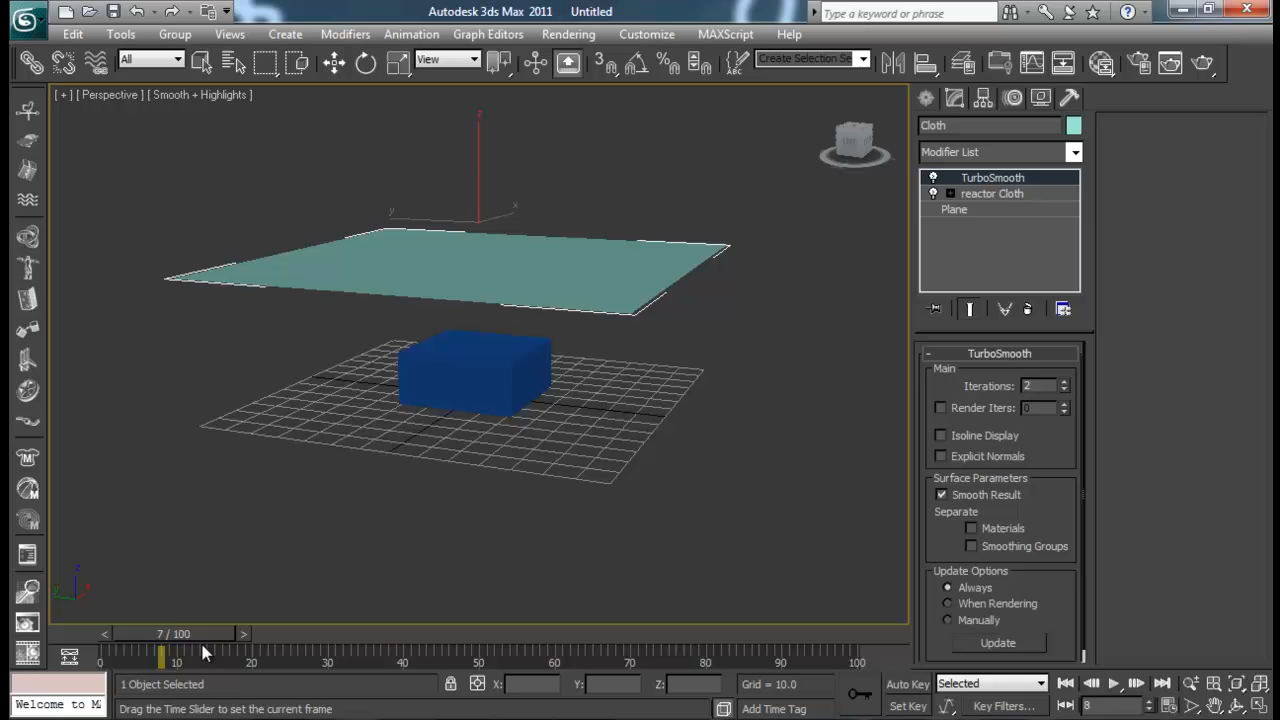 Autodesk 3ds Max 2011 Untitled
Type a keyword or phrase
Edit Tools Group Views Create Modifiers Animation Graph Editors Rendering Customize MAXScript Help
All
View
3
Create Selection Se
[ + ] [ Perspective ] [ Smooth + Highlights ]
Cloth
Modifier List
TurboSmooth
reactor Cloth
Plane
z
y
x
- TurboSmooth
Main
Iterations: 2
Render Iters: 0
Isoline Display
Explicit Normals
Surface Parameters
Smooth Result
Separate
Materials
Smoothing Groups
Update Options
Always
When Rendering
Manually
Update
z
y
x
< 7 / 100 >
0 10 20 30 40 50 60 70 80 90 100
1 Object Selected
X: Y: Z:
Grid = 10.0
Auto Key
Selected
Welcome to M
Drag the Time Slider to set the current frame
Add Time Tag
Set Key
Key Filters...
8